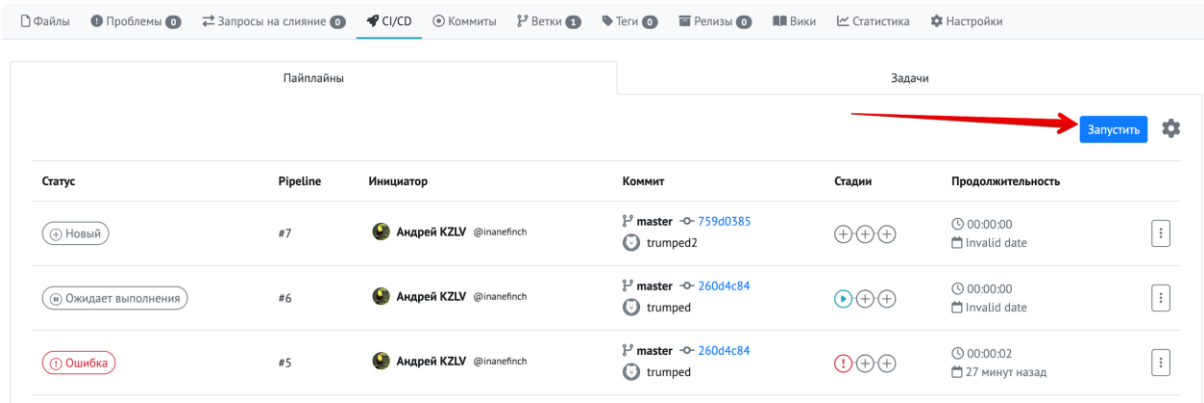 Файлы Проблемы 0 Запросы на слияние 0 CI/CD Коммиты Ветки 1 Теги 0 Релизы 0 Вики Статистика Настройки
Пайплайны Задачи
Запустить
Статус Pipeline Инициатор Коммит Стадии Продолжительность
Новый #7 Андрей KZLV @inanefinch master 759d0385 00:00:00
trumped2 Invalid date
Ожидает выполнения #6 Андрей KZLV @inanefinch master 260d4c84 00:00:00
trumped Invalid date
Ошибка #5 Андрей KZLV @inanefinch master 260d4c84 00:00:02
trumped 27 минут назад